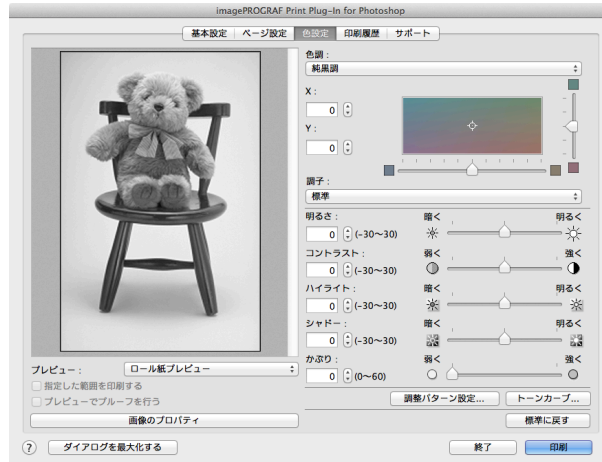 imagePROGRAF Print Plug-In for Photoshop
基本設定 ページ設定 色設定 印刷履歴 サポート
色調：
純黒調
X：
0
Y：
0
調子：
標準
明るさ： 暗く 明るく
0 (-30〜30)
コントラスト： 弱く 強く
0 (-30〜30)
ハイライト： 暗く 明るく
0 (-30〜30)
シャドー： 暗く 明るく
0 (-30〜30)
かぶり： 弱く 強く
0 (0〜60)
プレビュー： ロール紙プレビュー
指定した範囲を印刷する
プレビューでプルーフを行う
調整パターン設定... トーンカーブ...
画像のプロパティ 標準に戻す
? ダイアログを最大化する 終了 印刷